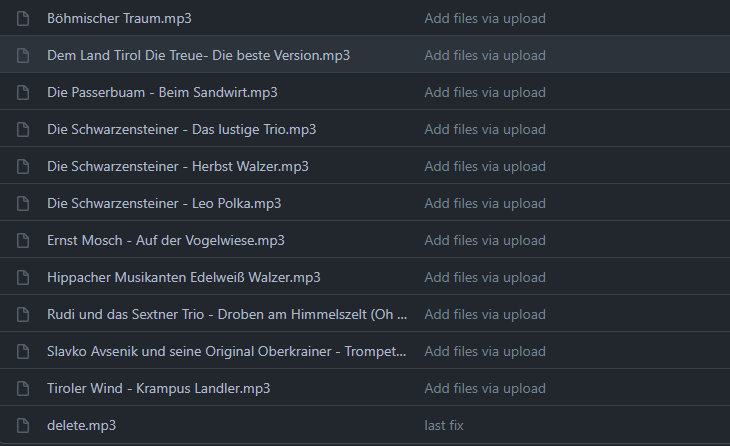 Böhmischer Traum.mp3 Add files via upload
Dem Land Tirol Die Treue- Die beste Version.mp3 Add files via upload
Die Passerbuam - Beim Sandwirt.mp3 Add files via upload
Die Schwarzensteiner - Das lustige Trio.mp3 Add files via upload
Die Schwarzensteiner - Herbst Walzer.mp3 Add files via upload
Die Schwarzensteiner - Leo Polka.mp3 Add files via upload
Ernst Mosch - Auf der Vogelwiese.mp3 Add files via upload
Hippacher Musikanten Edelweiß Walzer.mp3 Add files via upload
Rudi und das Sextner Trio - Droben am Himmelszelt (Oh ... Add files via upload
Slavko Avsenik und seine Original Oberkrainer - Trompet... Add files via upload
Tiroler Wind - Krampus Landler.mp3 Add files via upload
delete.mp3 last fix